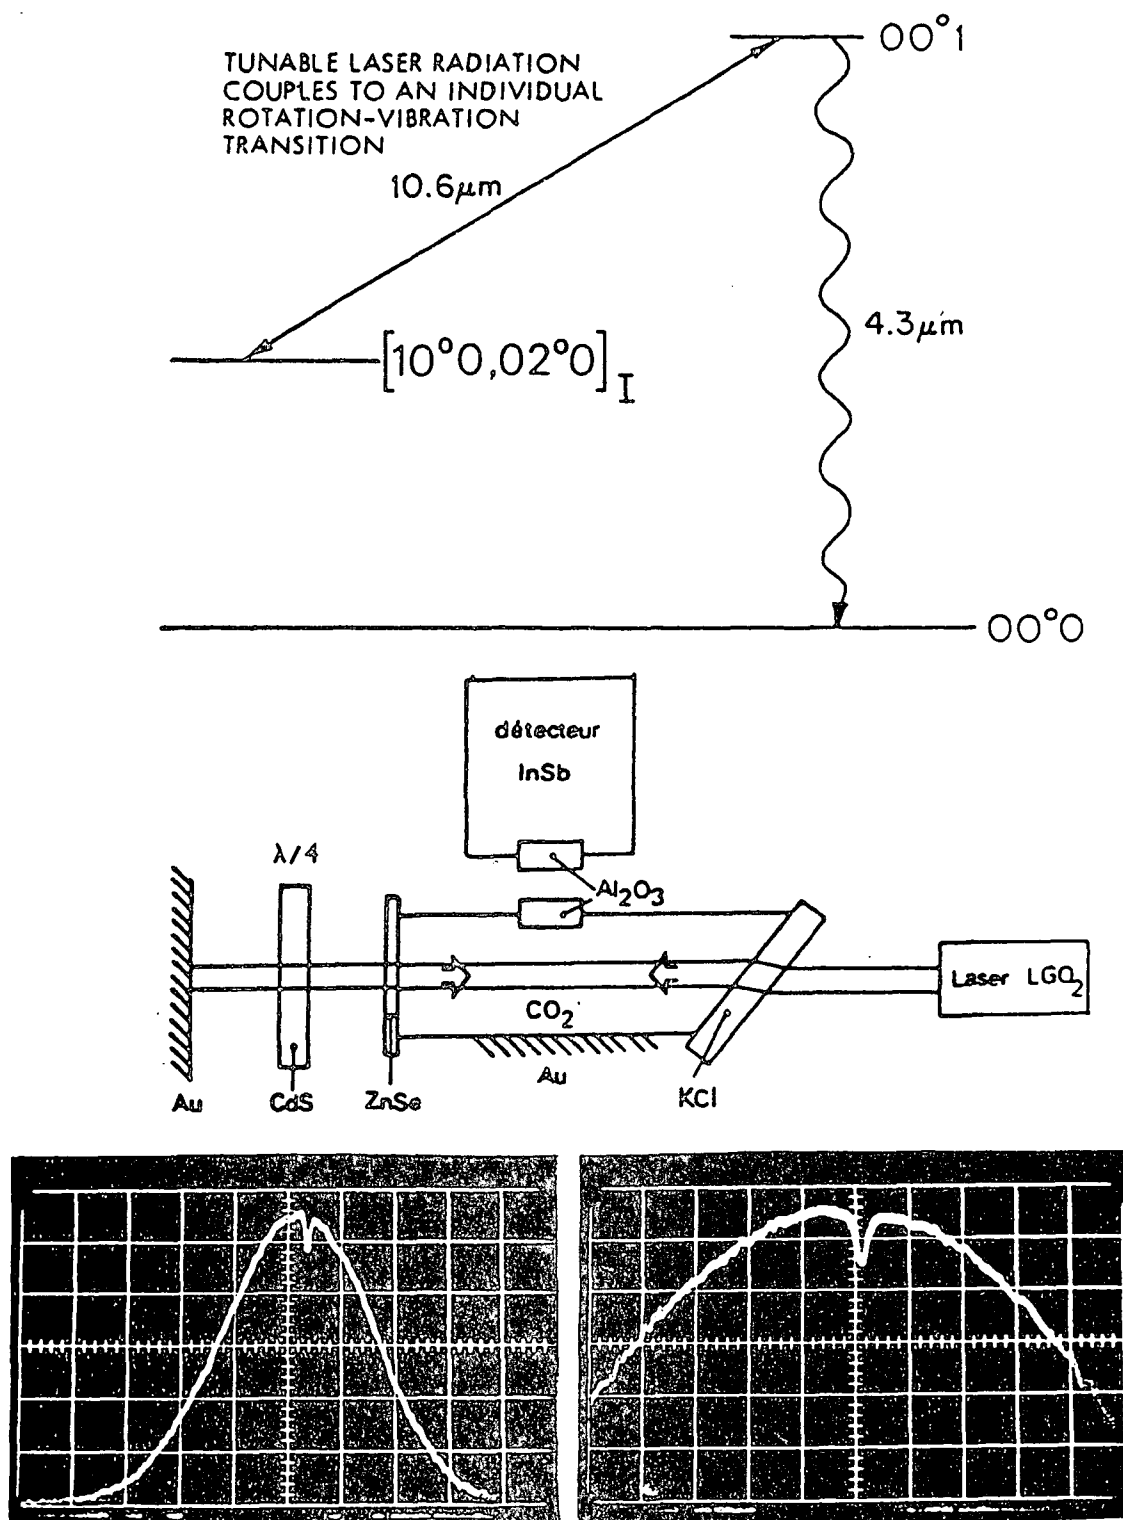 00°1
TUNABLE LASER RADIATION
COUPLES TO AN INDIVIDUAL
ROTATION-VIBRATION
TRANSITION
10.6µm
4.3µm
[10°0,02°0]I
00°0
détecteur
InSb
λ/4
Al2O3
Laser LGO2
CO2
Au
Au
CdS
ZnSe
KCl